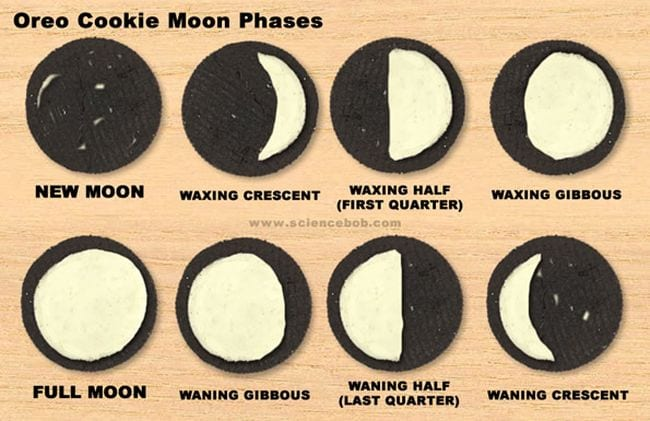 Oreo Cookie Moon Phases
NEW MOON
WAXING CRESCENT
WAXING HALF
(FIRST QUARTER)
WAXING GIBBOUS
www.sciencebob.com
FULL MOON
WANING GIBBOUS
WANING HALF
(LAST QUARTER)
WANING CRESCENT